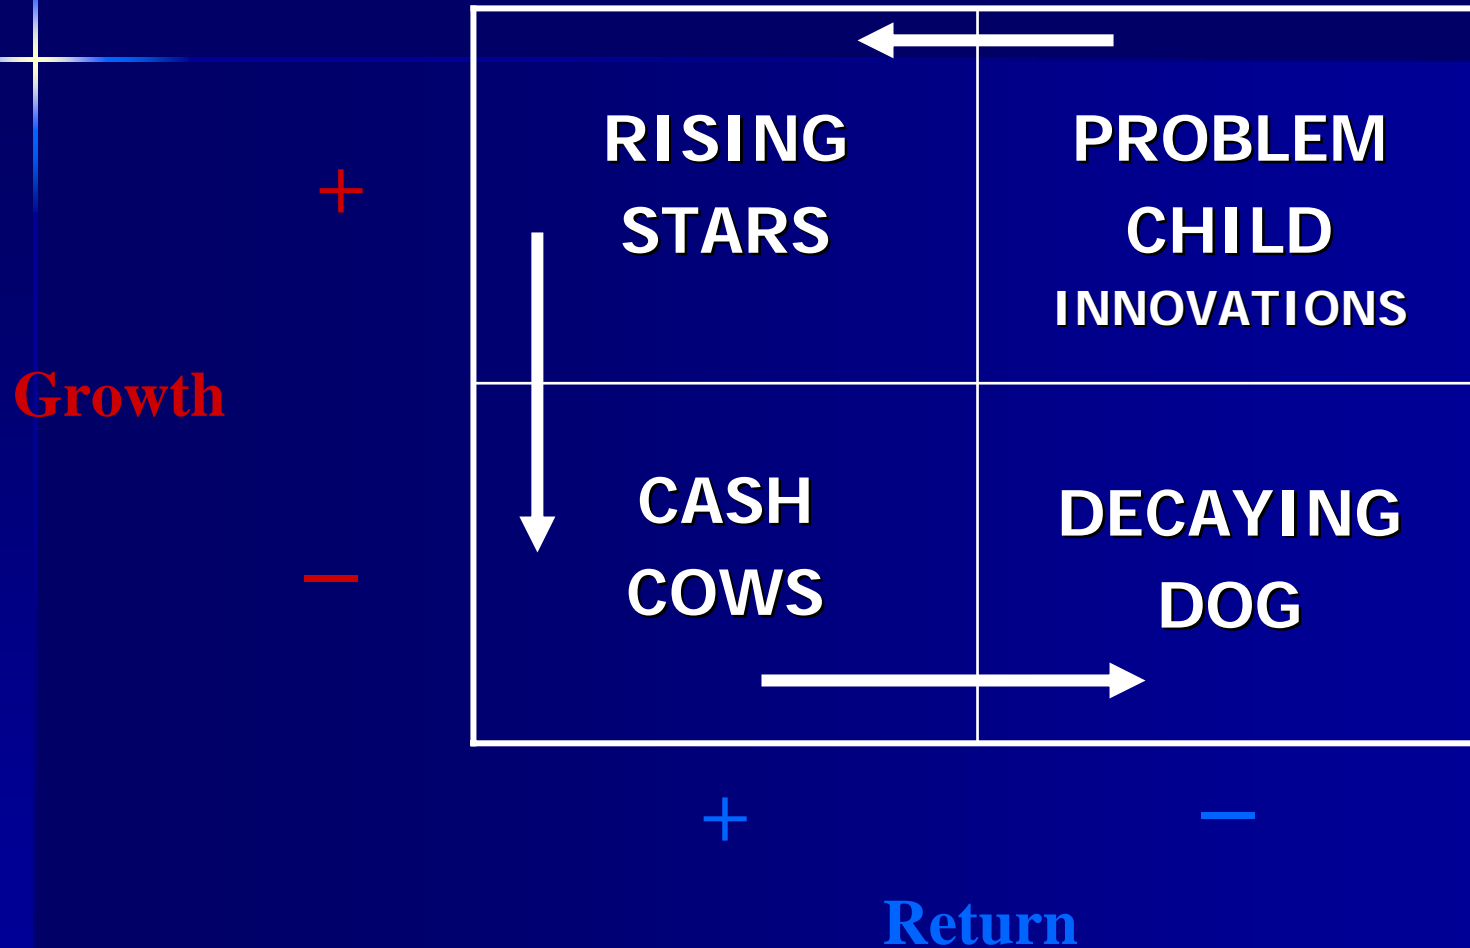 RISING
STARS
PROBLEM
CHILD
INNOVATIONS
+
Growth
CASH
COWS
DECAYING
DOG
–
+
–
Return